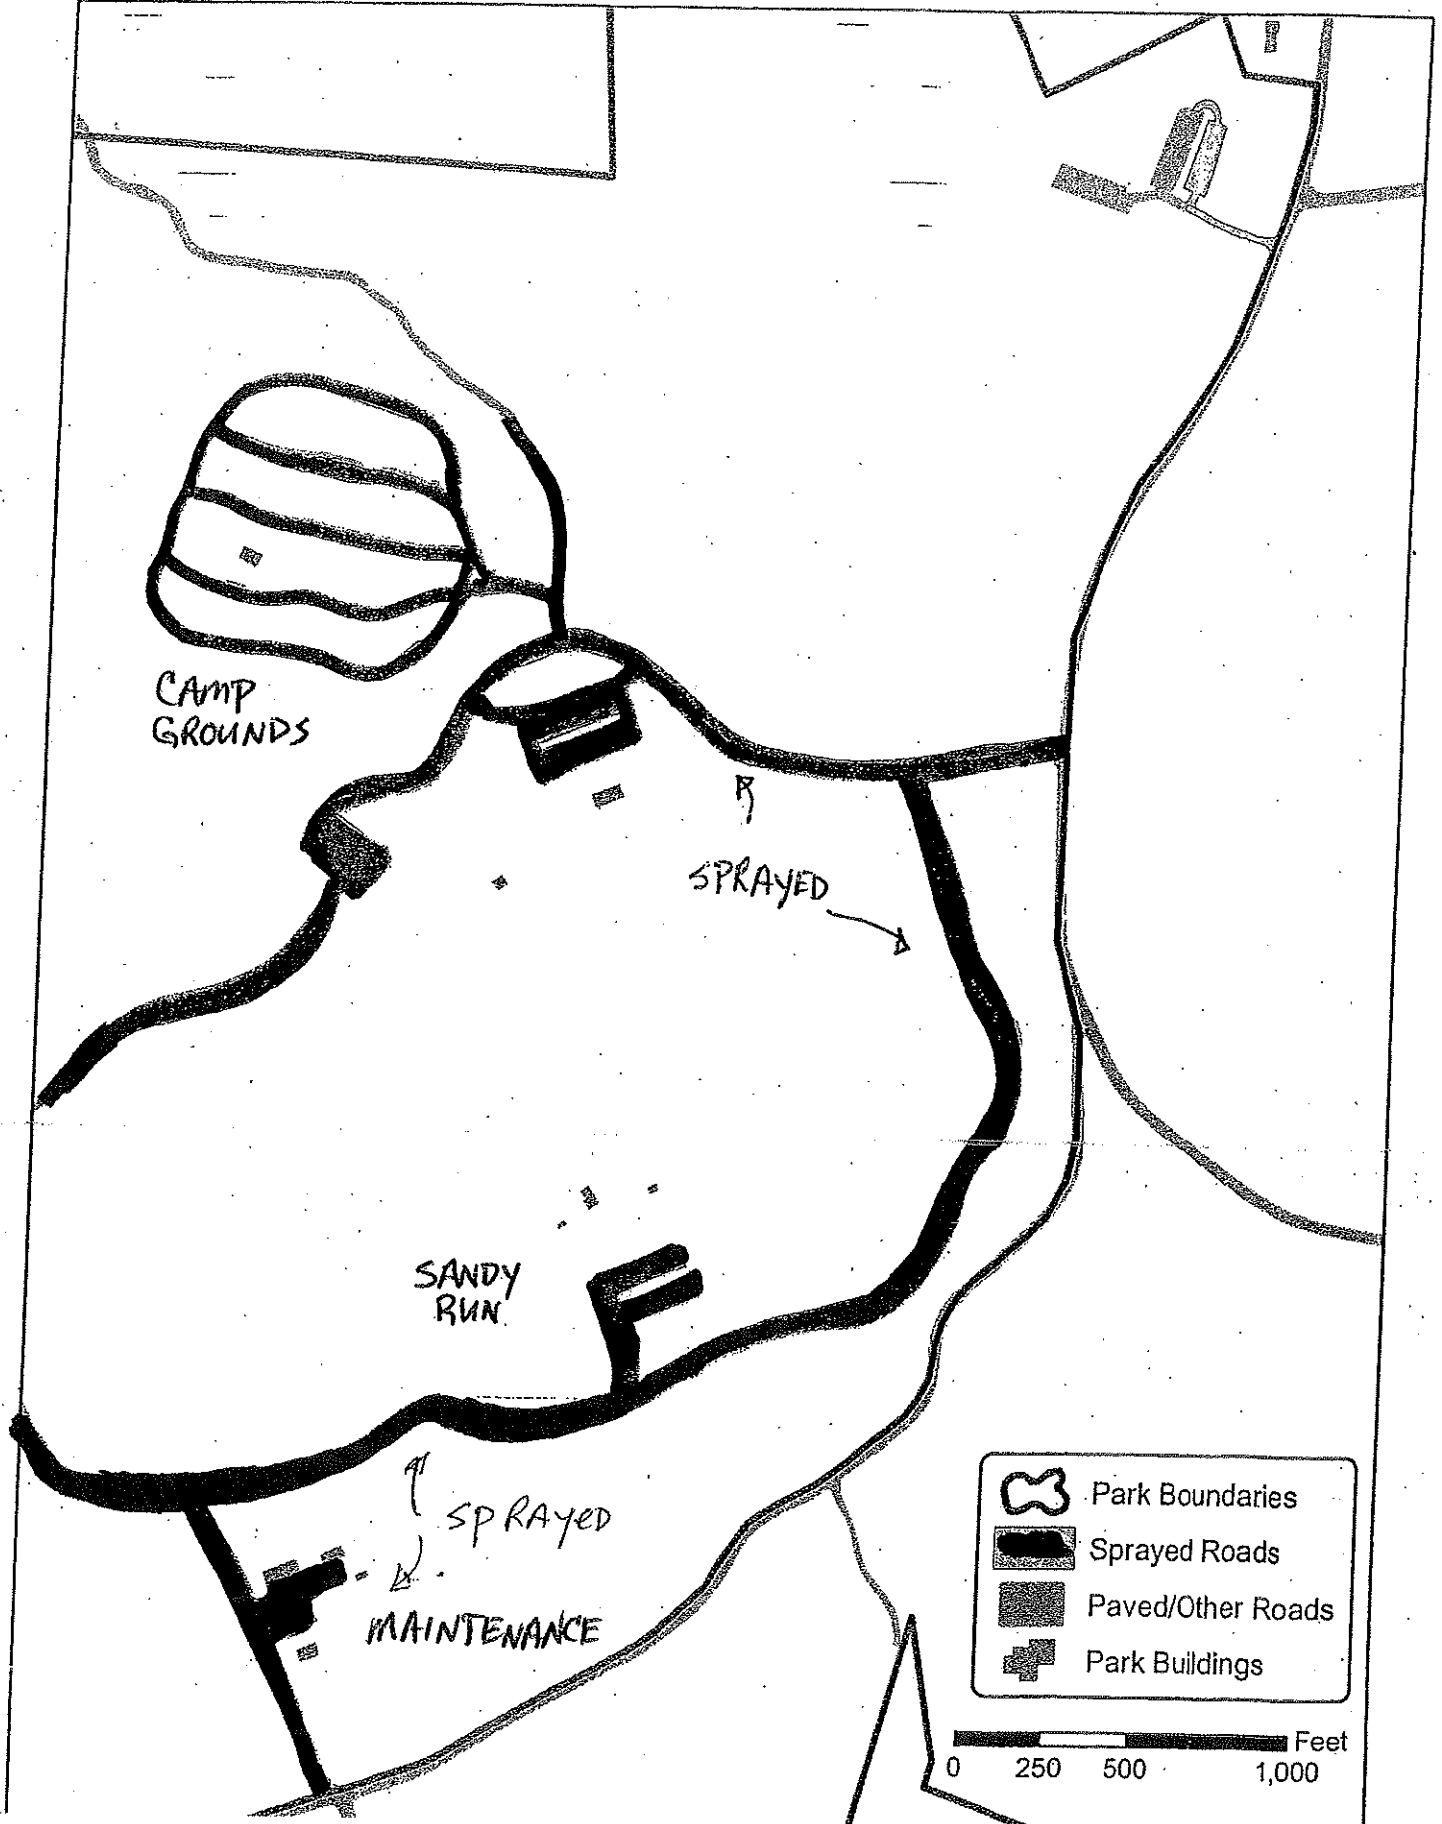 CAMP
GROUNDS
SPRAYED
SANDY
RUN
SPRAYED
MAINTENANCE
Park Boundaries
Sprayed Roads
Paved/Other Roads
Park Buildings
Feet
0 250 500 1,000